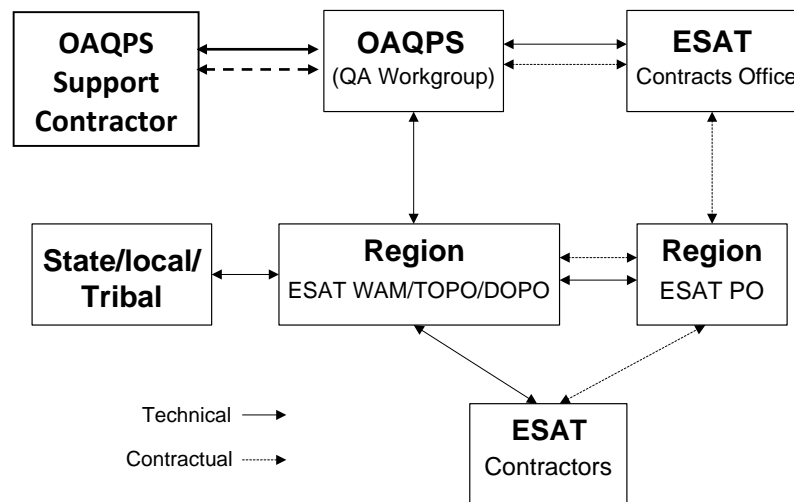 OAQPS
Support
Contractor
OAQPS
(QA Workgroup)
ESAT
Contracts Office
State/local/
Tribal
Region
ESAT WAM/TOPO/DOPO
Region
ESAT PO
Technical
Contractual
ESAT
Contractors